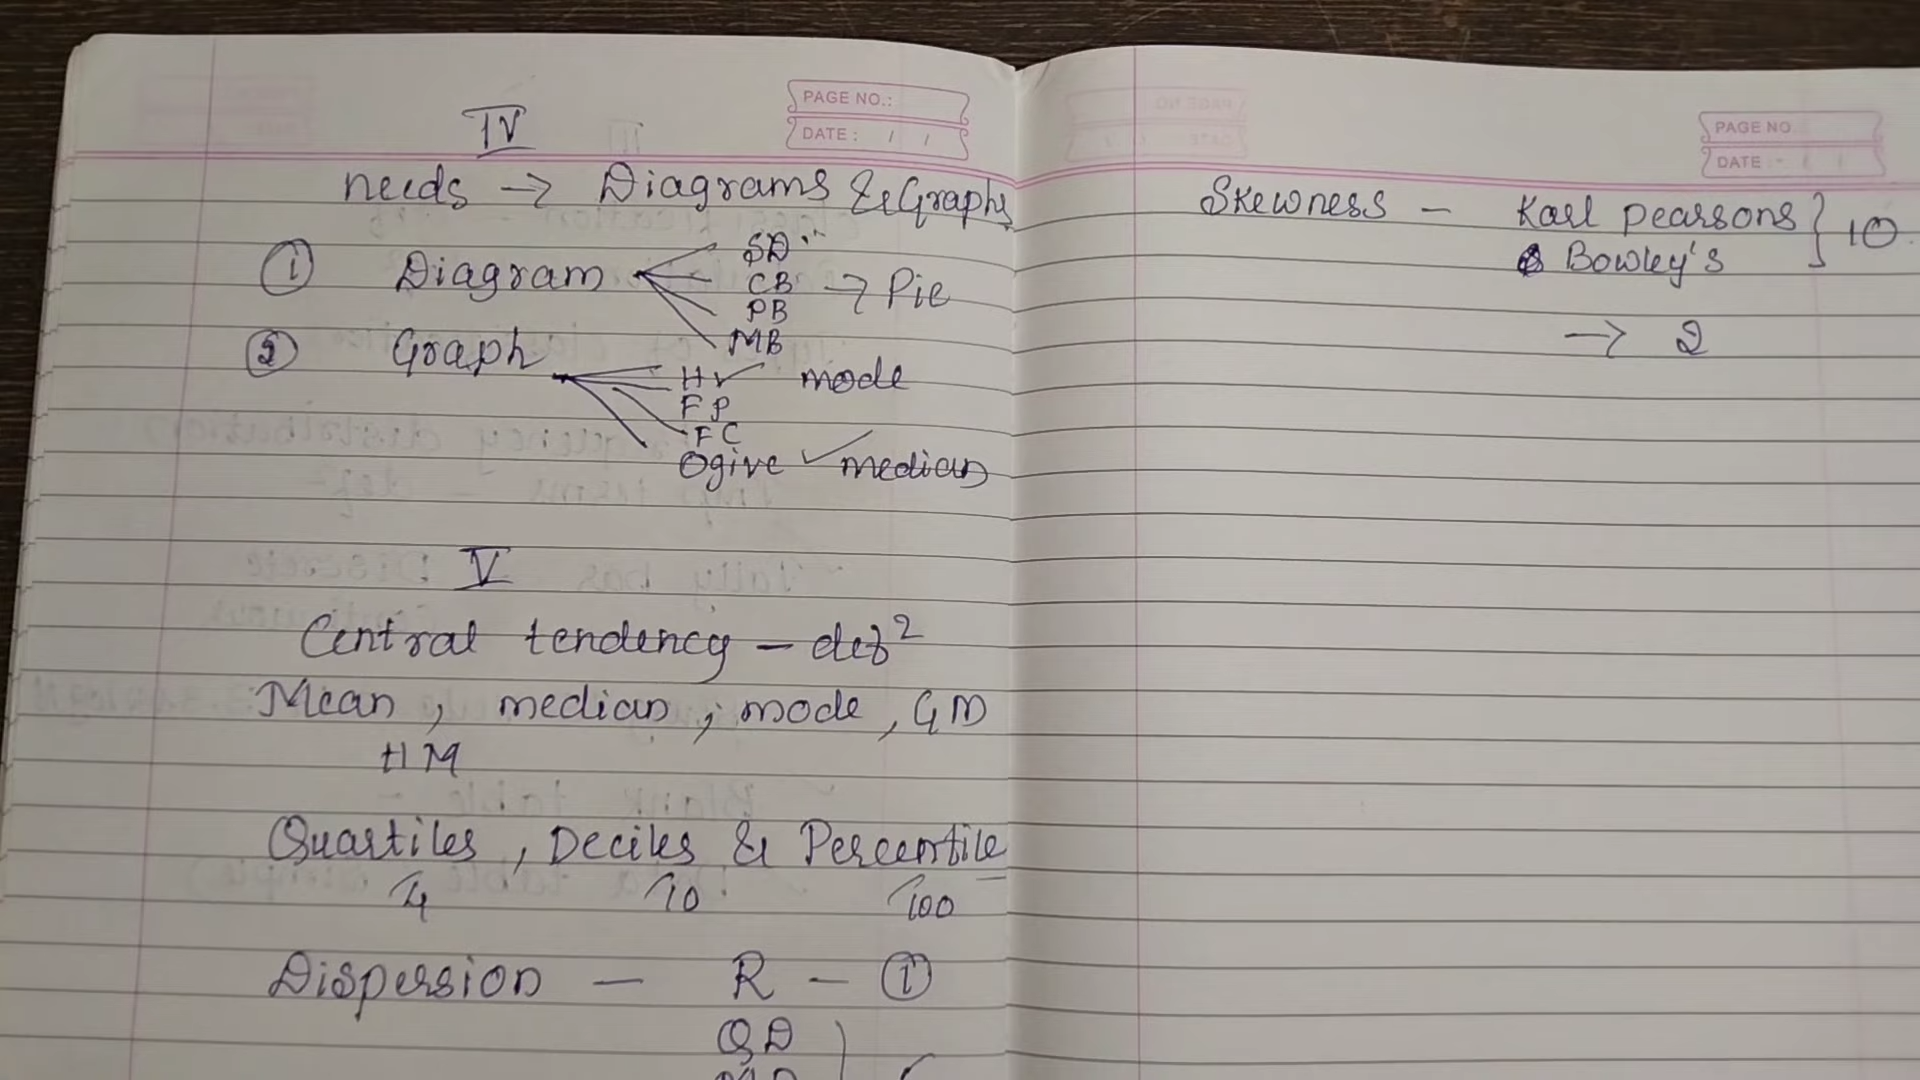 IV
PAGE NO.:
DATE : / /
needs → Diagrams & Graphs
① Diagram
SD
CB → Pie
PB
MB
② Graph
H ✓ mode
FP
FC
Ogive ✓ median
V
Central tendency – def²
Mean, median, mode, GM
HM
Quartiles, Deciles & Percentile
/4 /10 /100
Dispersion – R – ①
QD
PAGE NO.
DATE
Skewness – Karl pearsons } 10
& Bowley's
→ 2